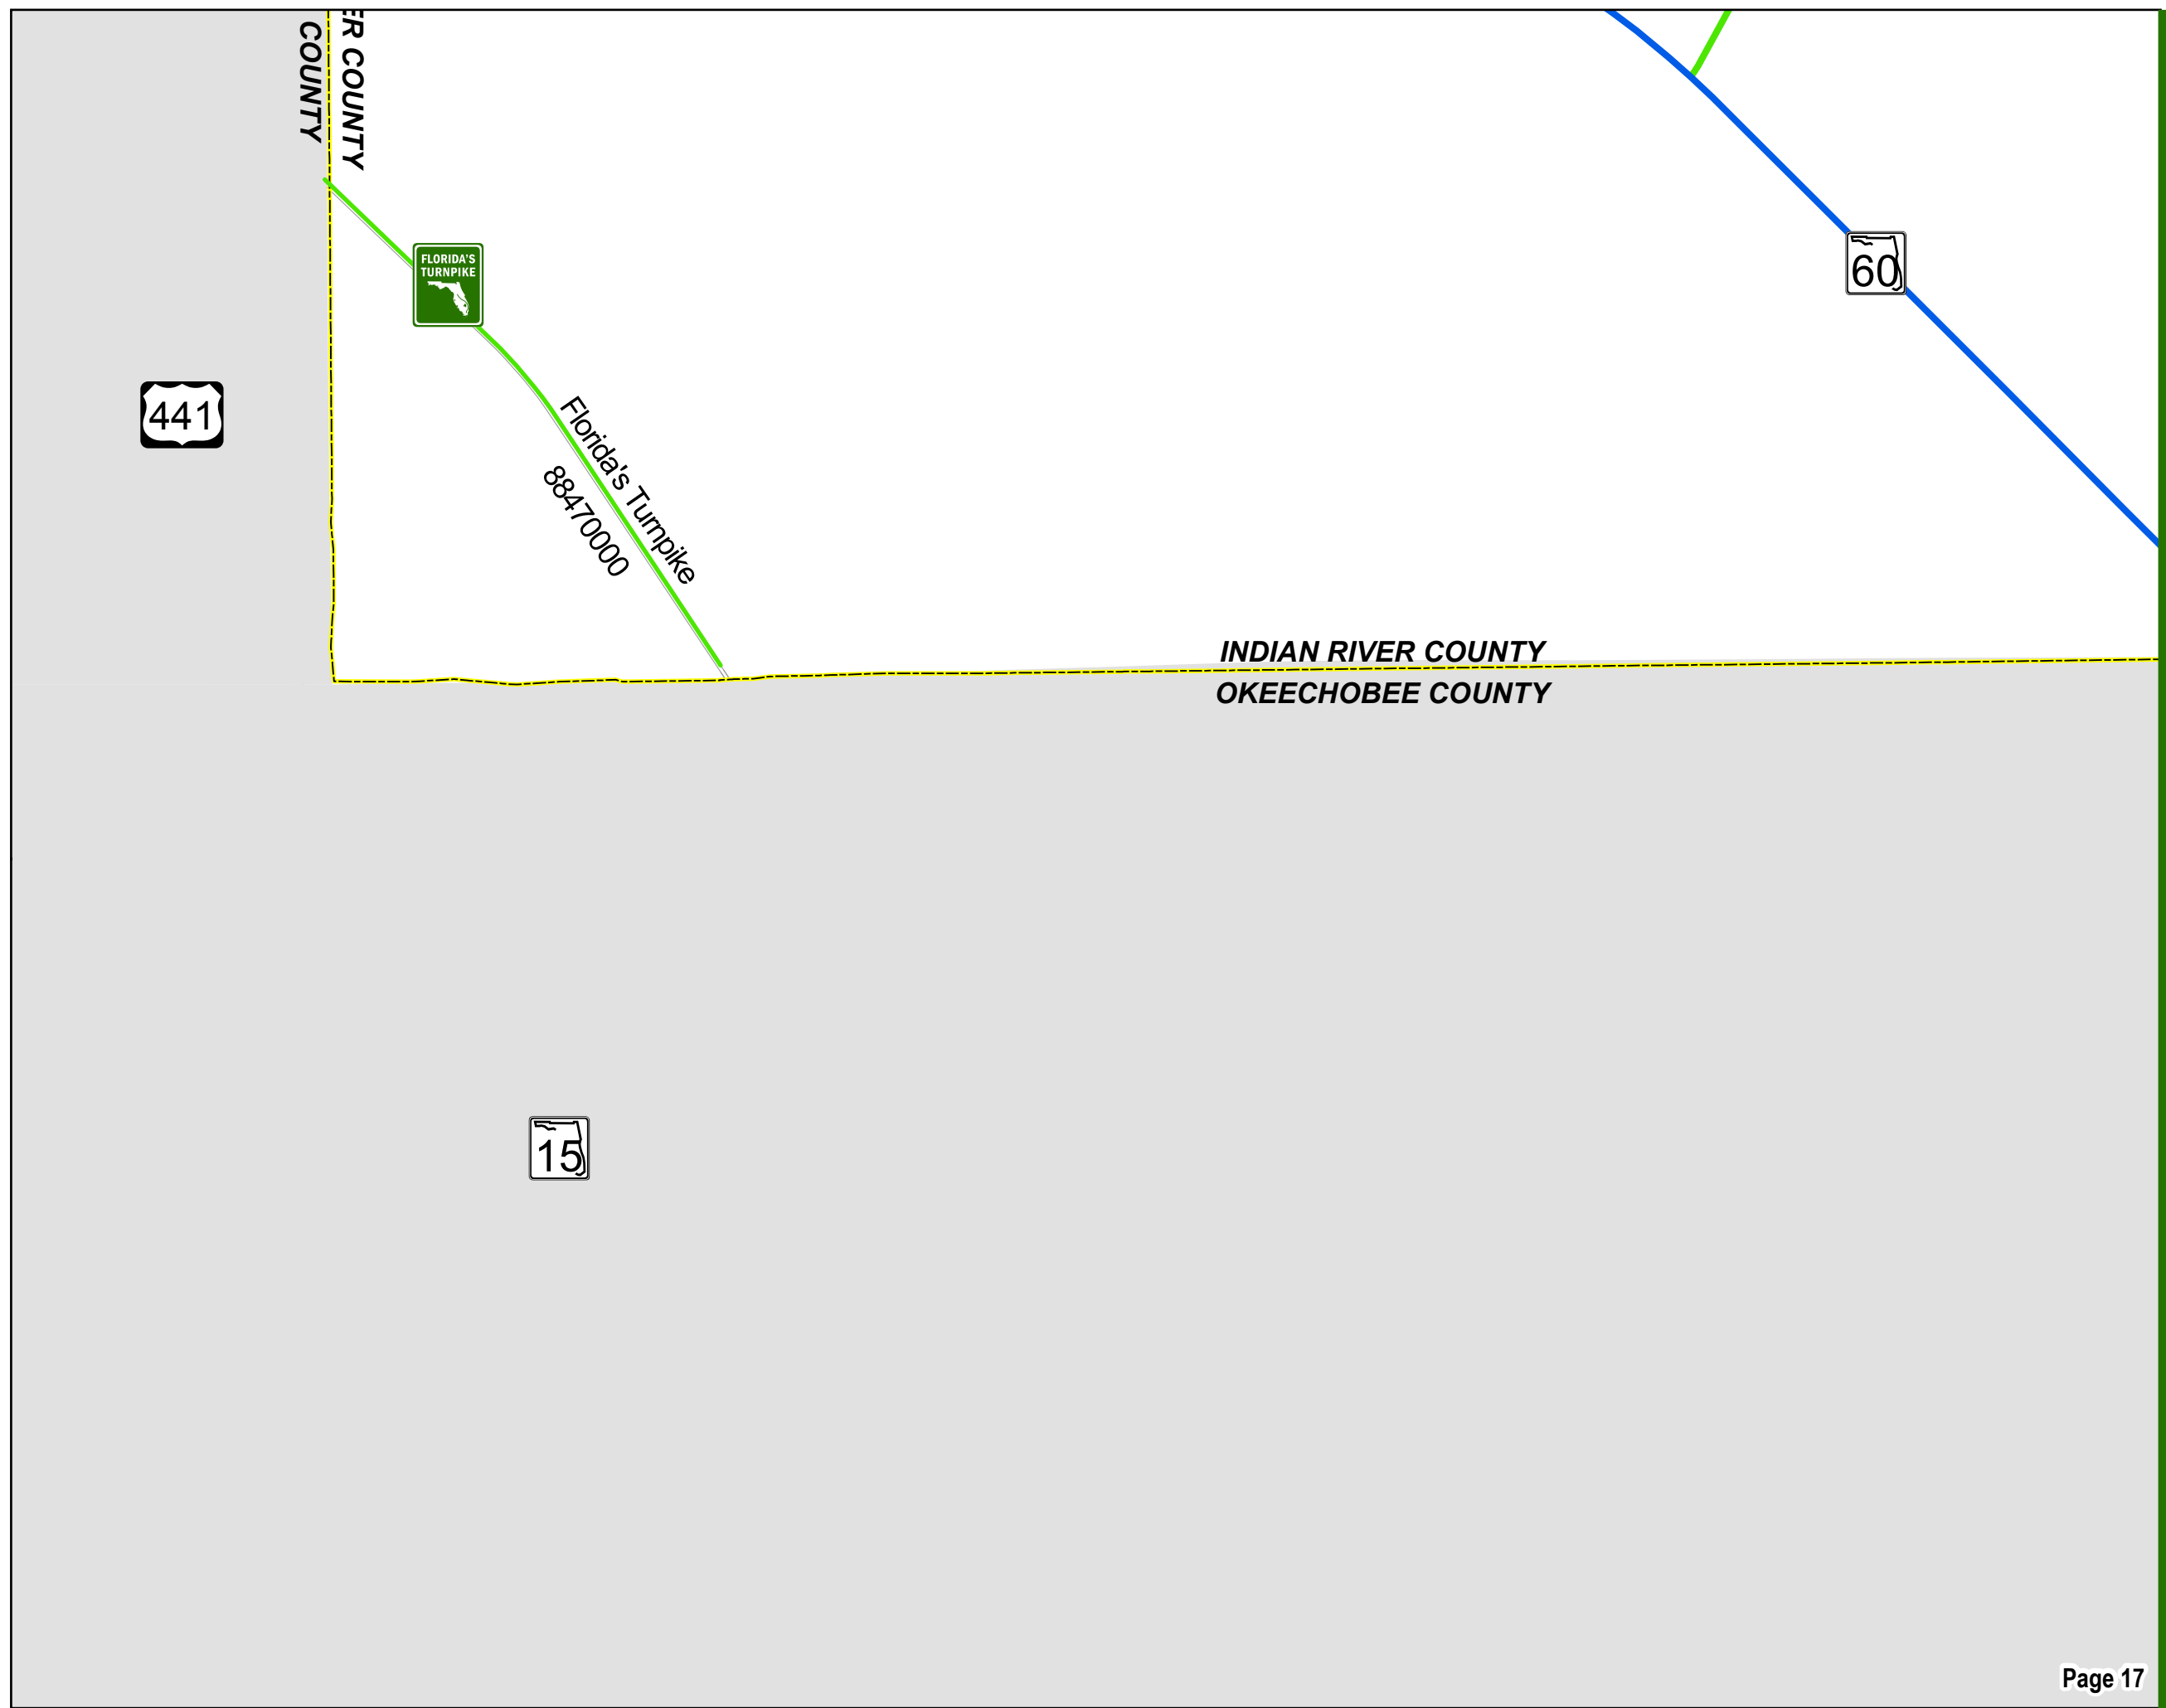 ER COUNTY
COUNTY
FLORIDA'S
TURNPIKE
60
441
Florida's Turnpike
88470000
INDIAN RIVER COUNTY
OKEECHOBEE COUNTY
15
Page 17